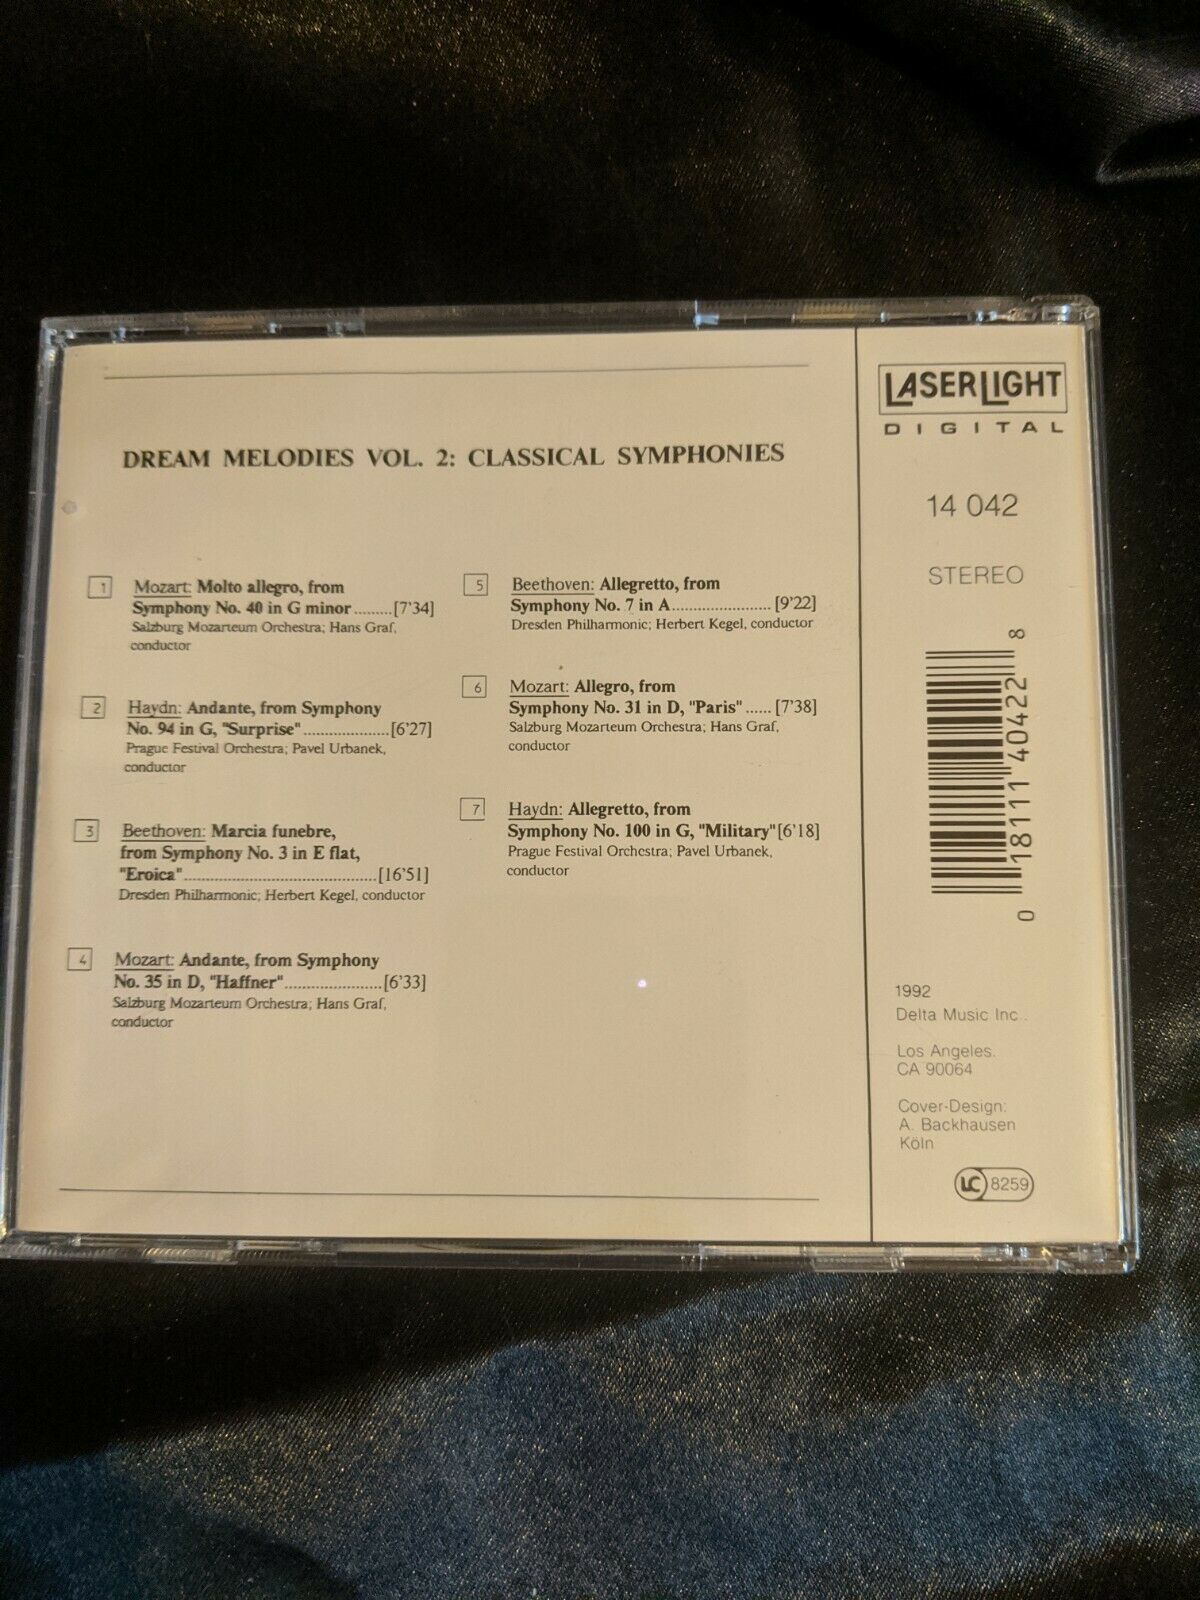 DREAM MELODIES VOL. 2: CLASSICAL SYMPHONIES
1 Mozart: Molto allegro, from
Symphony No. 40 in G minor.........[7'34]
Salzburg Mozarteum Orchestra; Hans Graf,
conductor
2 Haydn: Andante, from Symphony
No. 94 in G, "Surprise"....................[6'27]
Prague Festival Orchestra; Pavel Urbanek,
conductor
3 Beethoven: Marcia funebre,
from Symphony No. 3 in E flat,
"Eroica".....................................[16'51]
Dresden Philharmonic; Herbert Kegel, conductor
4 Mozart: Andante, from Symphony
No. 35 in D, "Haffner".......................[6'33]
Salzburg Mozarteum Orchestra; Hans Graf,
conductor
5 Beethoven: Allegretto, from
Symphony No. 7 in A........................ [9'22]
Dresden Philharmonic; Herbert Kegel, conductor
6 Mozart: Allegro, from
Symphony No. 31 in D, "Paris"...... [7'38]
Salzburg Mozarteum Orchestra; Hans Graf,
conductor
7 Haydn: Allegretto, from
Symphony No. 100 in G, "Military"[6'18]
Prague Festival Orchestra; Pavel Urbanek,
conductor
LASERLIGHT
DIGITAL
14 042
STEREO
0 18111 40422 8
1992
Delta Music Inc.
Los Angeles.
CA 90064
Cover-Design:
A. Backhausen
Köln
LC 8259